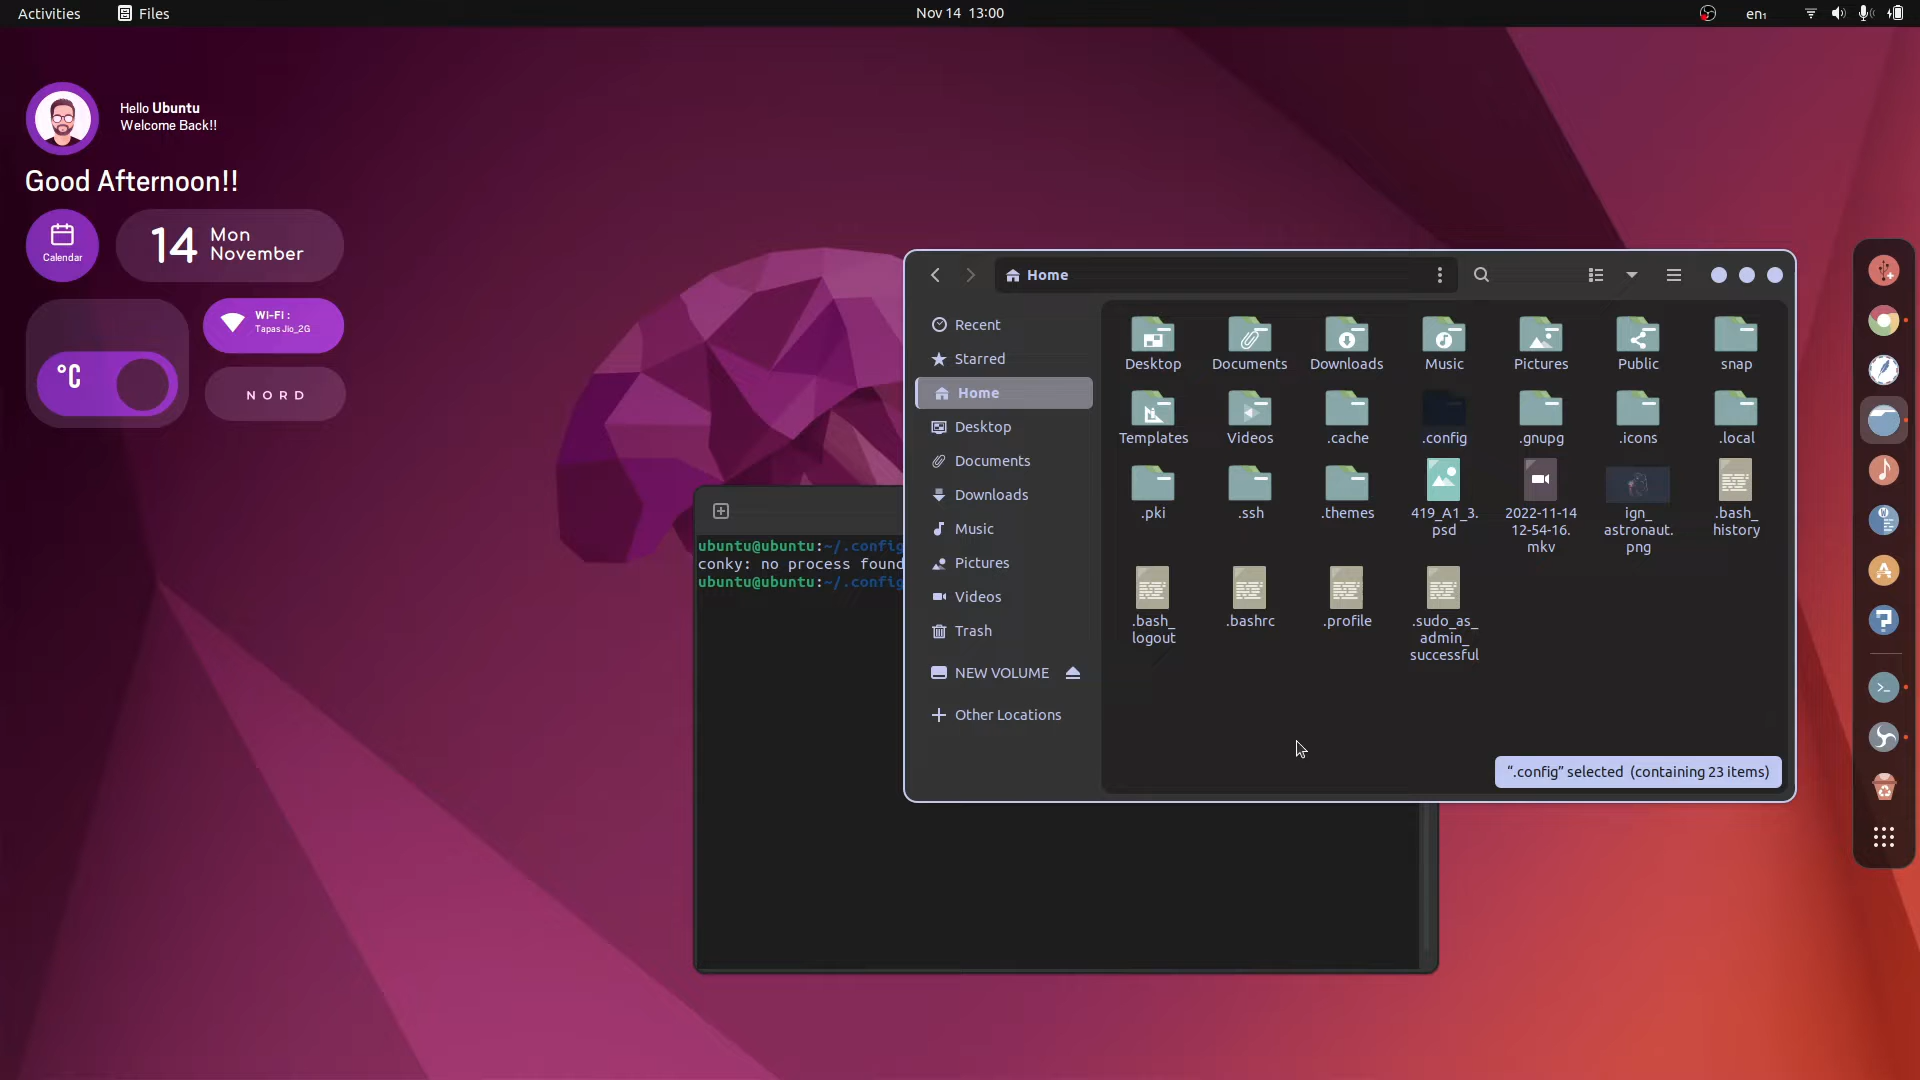 Activities
Files
Nov 14 13:00
en₁
Hello Ubuntu
Welcome Back!!
Good Afternoon!!
Calendar
14
Mon
November
WI-FI :
TapasJio_2G
°C
NORD
Home
Recent
Starred
Home
Desktop
Documents
Downloads
Music
Pictures
Videos
Trash
NEW VOLUME
Other Locations
Desktop
Documents
Downloads
Music
Pictures
Public
snap
Templates
Videos
.cache
.config
.gnupg
.icons
.local
.pki
.ssh
.themes
419_A1_3.
psd
2022-11-14
12-54-16.
mkv
ign_
astronaut.
png
.bash_
history
.bash_
logout
.bashrc
.profile
.sudo_as_
admin_
successful
“.config” selected (containing 23 items)
ubuntu@ubuntu:~/.config
conky: no process found
ubuntu@ubuntu:~/.config